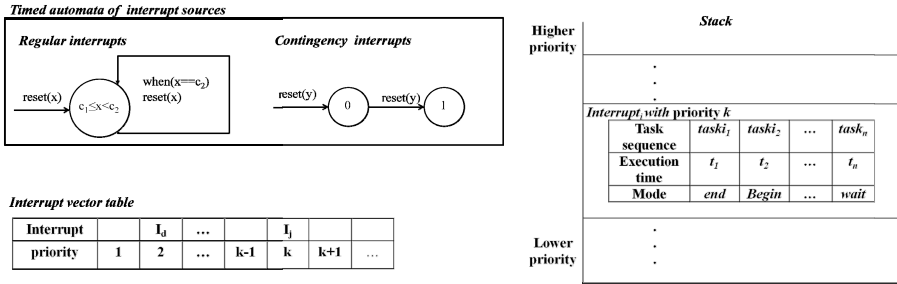 Timed automata of interrupt sources
Regular interrupts
reset(x)
c1≤x<c2
when(x==c2)
reset(x)
Contingency interrupts
reset(y)
0
reset(y)
1
Interrupt vector table
Interrupt Id ... Ij
priority 1 2 ... k-1 k k+1 ...
Stack
Higher
priority
.
.
.
Interrupti with priority k
Task
sequence taski1 taski2 ... taskn
Execution
time t1 t2 ... tn
Mode end Begin ... wait
Lower
priority
.
.
.